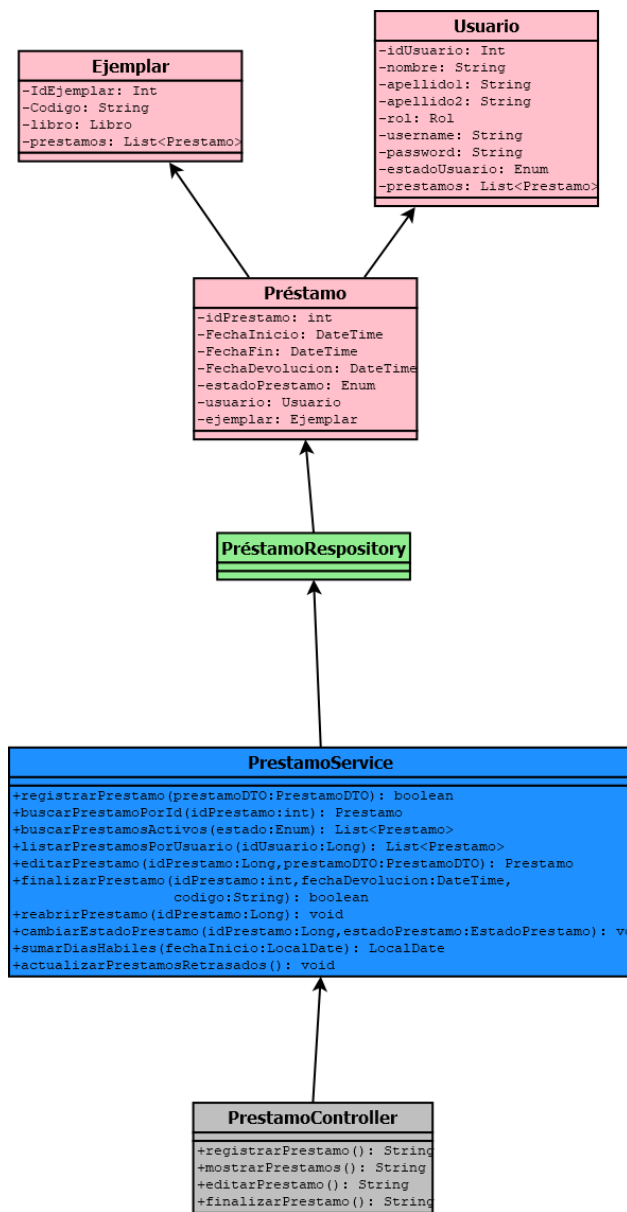 Usuario
-idUsuario: Int
-nombre: String
-apellido1: String
-apellido2: String
-rol: Rol
-username: String
-password: String
-estadoUsuario: Enum
-prestamos: List<Prestamo>
Ejemplar
-IdEjemplar: Int
-Codigo: String
-libro: Libro
-prestamos: List<Prestamo>
Préstamo
-idPrestamo: int
-FechaInicio: DateTime
-FechaFin: DateTime
-FechaDevolucion: DateTime
-estadoPrestamo: Enum
-usuario: Usuario
-ejemplar: Ejemplar
PréstamoRespository
PrestamoService
+registrarPrestamo(prestamoDTO:PrestamoDTO): boolean
+buscarPrestamoPorId(idPrestamo:int): Prestamo
+buscarPrestamosActivos(estado:Enum): List<Prestamo>
+listarPrestamosPorUsuario(idUsuario:Long): List<Prestamo>
+editarPrestamo(idPrestamo:Long,prestamoDTO:PrestamoDTO): Prestamo
+finalizarPrestamo(idPrestamo:int,fechaDevolucion:DateTime,
codigo:String): boolean
+reabrirPrestamo(idPrestamo:Long): void
+cambiarEstadoPrestamo(idPrestamo:Long,estadoPrestamo:EstadoPrestamo):
+sumarDiasHabiles(fechaInicio:LocalDate): LocalDate
+actualizarPrestamosRetrasados(): void
PrestamoController
+registrarPrestamo(): String
+mostrarPrestamos(): String
+editarPrestamo(): String
+finalizarPrestamo(): String